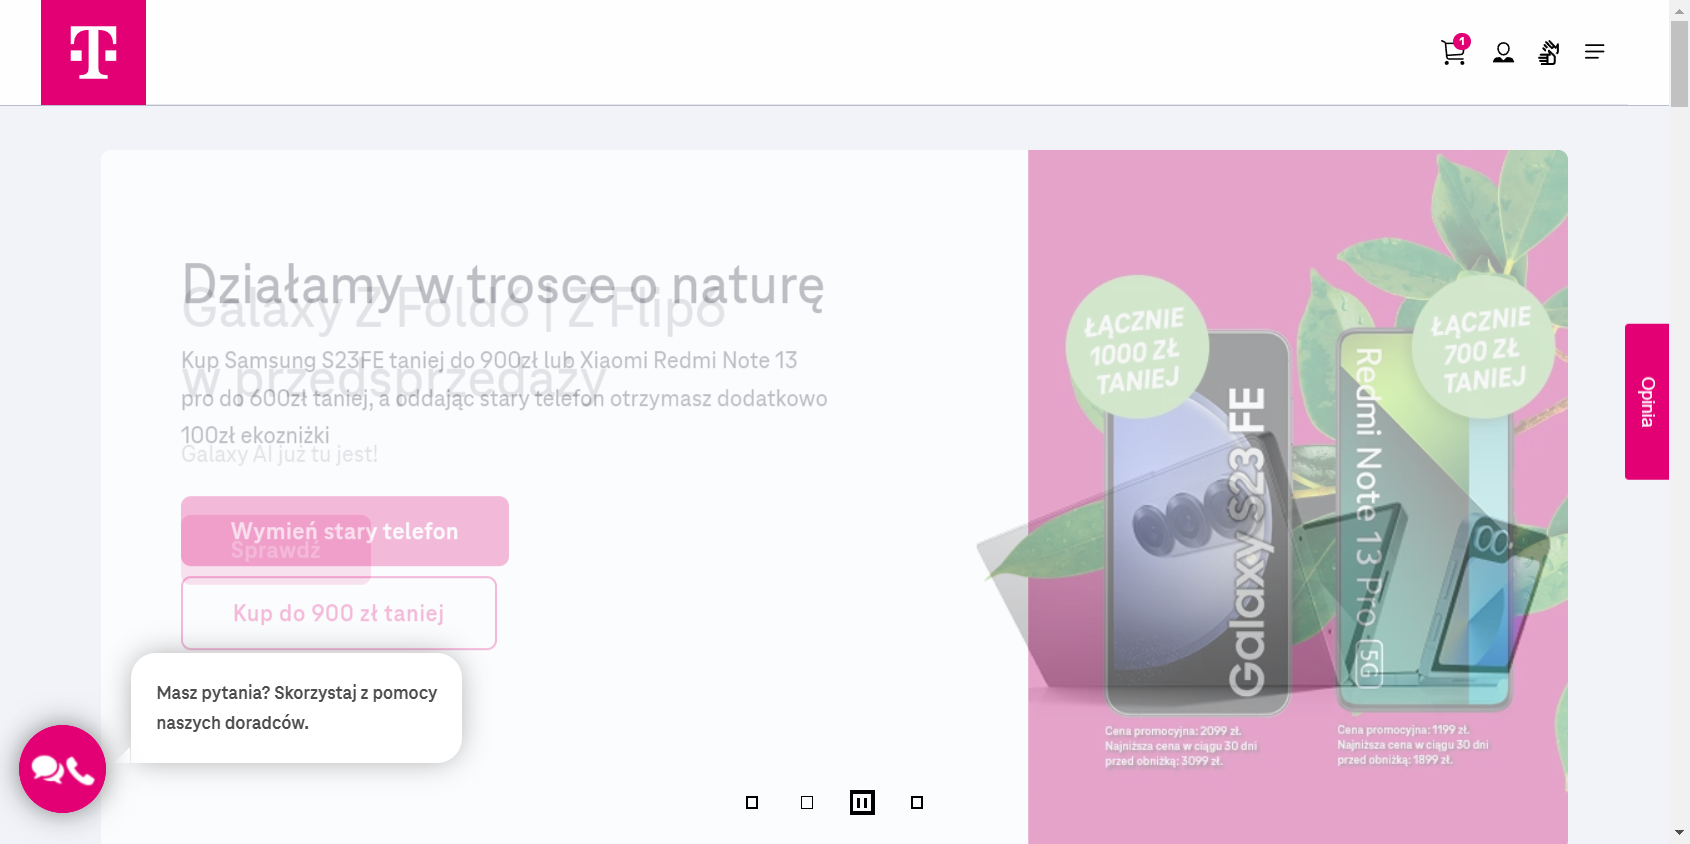 T
1
Działamy w trosce o naturę
Galaxy Z Fold6 | Z Flip6
w przedsprzedaży
Kup Samsung S23FE taniej do 900zł lub Xiaomi Redmi Note 13
pro do 600zł taniej, a oddając stary telefon otrzymasz dodatkowo
100zł ekozniżki
Galaxy AI już tu jest!
Wymień stary telefon
Sprawdź
Kup do 900 zł taniej
ŁĄCZNIE
1000 ZŁ
TANIEJ
ŁĄCZNIE
700 ZŁ
TANIEJ
Galaxy S23 FE
Redmi Note 13 Pro 5G
Cena promocyjna: 2099 zł.
Najniższa cena w ciągu 30 dni
przed obniżką: 3099 zł.
Cena promocyjna: 1199 zł.
Najniższa cena w ciągu 30 dni
przed obniżką: 1899 zł.
Opinia
Masz pytania? Skorzystaj z pomocy
naszych doradców.